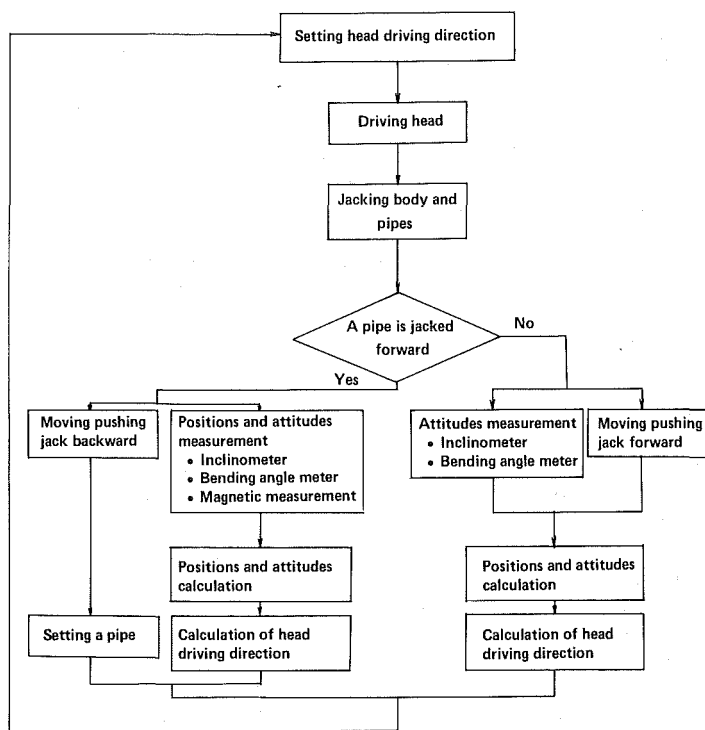 Setting head driving direction
Driving head
Jacking body and
pipes
A pipe is jacked
forward
No
Yes
Moving pushing
jack backward
Positions and attitudes
measurement
• Inclinometer
• Bending angle meter
• Magnetic measurement
Attitudes measurement
• Inclinometer
• Bending angle meter
Moving pushing
jack forward
Positions and attitudes
calculation
Positions and attitudes
calculation
Setting a pipe
Calculation of head
driving direction
Calculation of head
driving direction